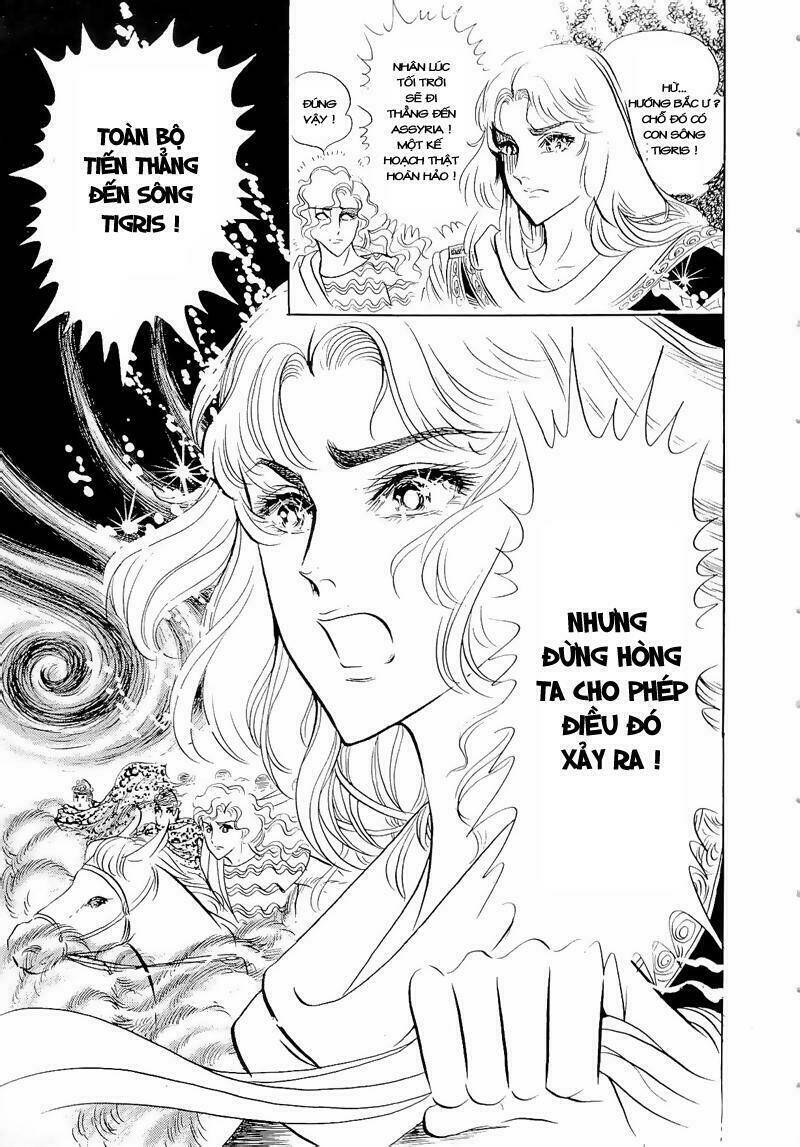 HỪ...
HƯỚNG BẮC Ư ?
CHỖ ĐÓ CÓ
CON SÔNG
TIGRIS !
NHÂN LÚC
TỐI TRỜI
SẼ ĐI
THẲNG ĐẾN
ASSYRIA !
MỘT KẾ
HOẠCH THẬT
HOÀN HẢO !
ĐÚNG
VẬY !
TOÀN BỘ
TIẾN THẲNG
ĐẾN SÔNG
TIGRIS !
NHƯNG
ĐỪNG HÒNG
TA CHO PHÉP
ĐIỀU ĐÓ
XẢY RA !